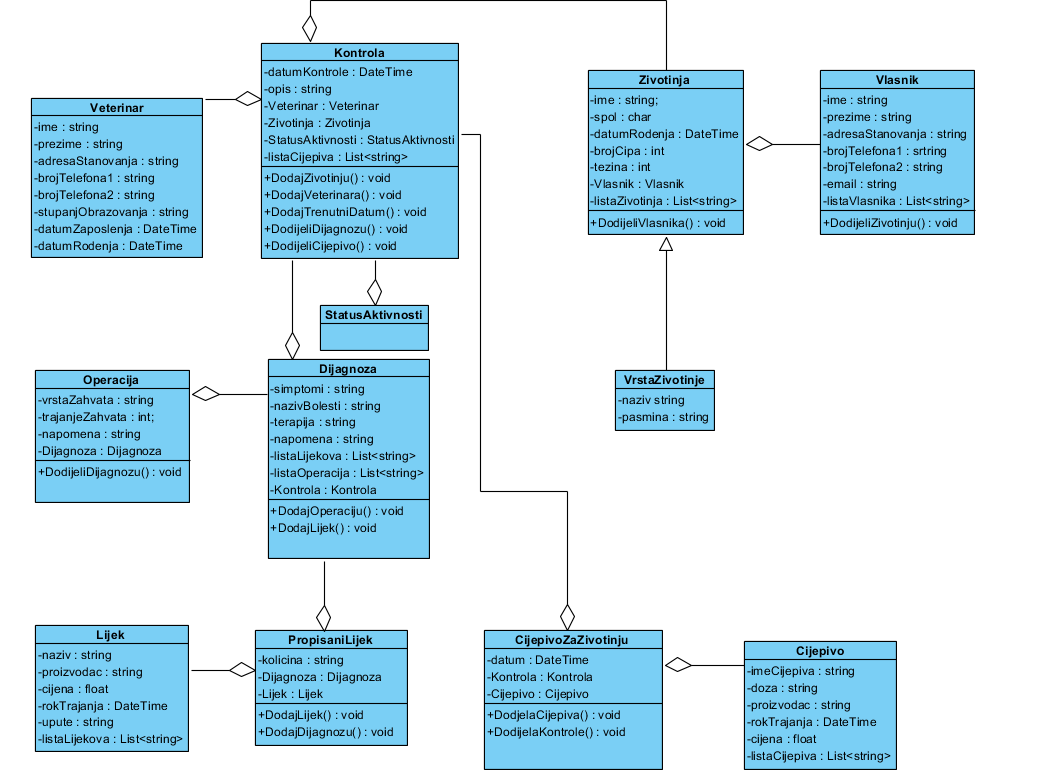 Kontrola
-datumKontrole : DateTime
-opis : string
-Veterinar : Veterinar
-Zivotinja : Zivotinja
-StatusAktivnosti : StatusAktivnosti
-listaCijepiva : List<string>
+DodajZivotinju() : void
+DodajVeterinara() : void
+DodajTrenutniDatum() : void
+DodijeliDijagnozu() : void
+DodijeliCijepivo() : void
Zivotinja
-ime : string;
-spol : char
-datumRodenja : DateTime
-brojCipa : int
-tezina : int
-Vlasnik : Vlasnik
-listaZivotinja : List<string>
+DodijeliVlasnika() : void
Vlasnik
-ime : string
-prezime : string
-adresaStanovanja : string
-brojTelefona1 : srtring
-brojTelefona2 : string
-email : string
-listaVlasnika : List<string>
+DodijeliZivotinju() : void
Veterinar
-ime : string
-prezime : string
-adresaStanovanja : string
-brojTelefona1 : string
-brojTelefona2 : string
-stupanjObrazovanja : string
-datumZaposlenja : DateTime
-datumRodenja : DateTime
StatusAktivnosti
Dijagnoza
-simptomi : string
-nazivBolesti : string
-terapija : string
-napomena : string
-listaLijekova : List<string>
-listaOperacija : List<string>
-Kontrola : Kontrola
+DodajOperaciju() : void
+DodajLijek() : void
Operacija
-vrstaZahvata : string
-trajanjeZahvata : int;
-napomena : string
-Dijagnoza : Dijagnoza
+DodijeliDijagnozu() : void
VrstaZivotinje
-naziv string
-pasmina : string
Lijek
-naziv : string
-proizvodac : string
-cijena : float
-rokTrajanja : DateTime
-upute : string
-listaLijekova : List<string>
PropisaniLijek
-kolicina : string
-Dijagnoza : Dijagnoza
-Lijek : Lijek
+DodajLijek() : void
+DodajDijagnozu() : void
CijepivoZaZivotinju
-datum : DateTime
-Kontrola : Kontrola
-Cijepivo : Cijepivo
+DodjelaCijepiva() : void
+DodijelaKontrole() : void
Cijepivo
-imeCijepiva : string
-doza : string
-proizvodac : string
-rokTrajanja : DateTime
-cijena : float
-listaCijepiva : List<string>